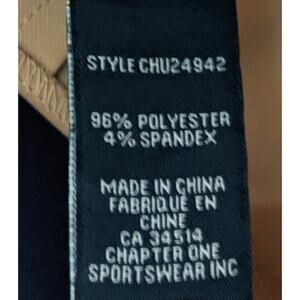 STYLE CHU24942
96% POLYESTER
4% SPANDEX
MADE IN CHINA
FABRIQUE EN
CHINE
CA 34514
CHAPTER ONE
SPORTSWEAR INC